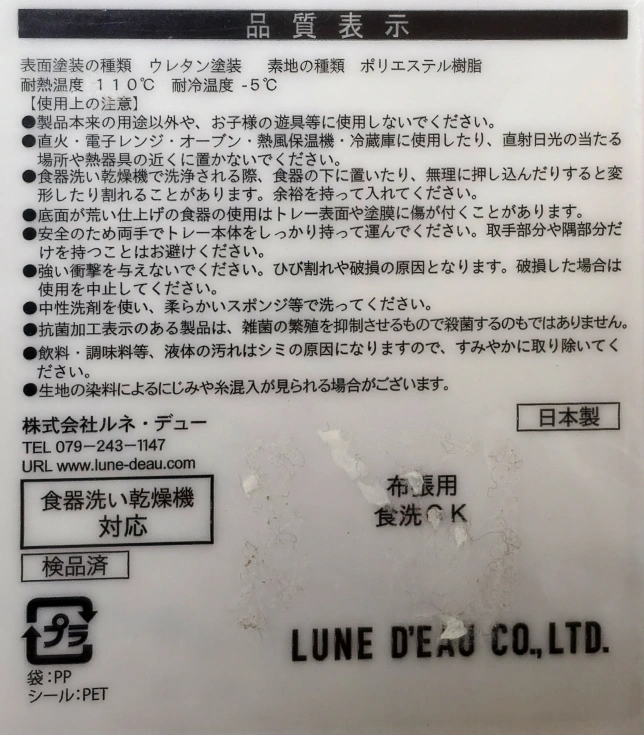 品質表示
表面塗装の種類　ウレタン塗装　素地の種類　ポリエステル樹脂
耐熱温度 １１０℃　耐冷温度 -５℃
【使用上の注意】
●製品本来の用途以外や、お子様の遊具等に使用しないでください。
●直火・電子レンジ・オーブン・熱風保温機・冷蔵庫に使用したり、直射日光の当たる
場所や熱器具の近くに置かないでください。
●食器洗い乾燥機で洗浄される際、食器の下に置いたり、無理に押し込んだりすると変
形したり割れることがあります。余裕を持って入れてください。
●底面が荒い仕上げの食器の使用はトレー表面や塗膜に傷が付くことがあります。
●安全のため両手でトレー本体をしっかり持って運んでください。取手部分や隅部分だ
けを持つことはお避けください。
●強い衝撃を与えないでください。ひび割れや破損の原因となります。破損した場合は
使用を中止してください。
●中性洗剤を使い、柔らかいスポンジ等で洗ってください。
●抗菌加工表示のある製品は、雑菌の繁殖を抑制させるもので殺菌するのもではありません。
●飲料・調味料等、液体の汚れはシミの原因になりますので、すみやかに取り除いてく
ださい。
●生地の染料によるにじみや糸混入が見られる場合がございます。
株式会社ルネ・デュー
日本製
TEL 079-243-1147
URL www.lune-deau.com
食器洗い乾燥機
対応
布張用
食洗ＯＫ
検品済
プラ
LUNE D'EAU CO.,LTD.
袋:PP
シール:PET